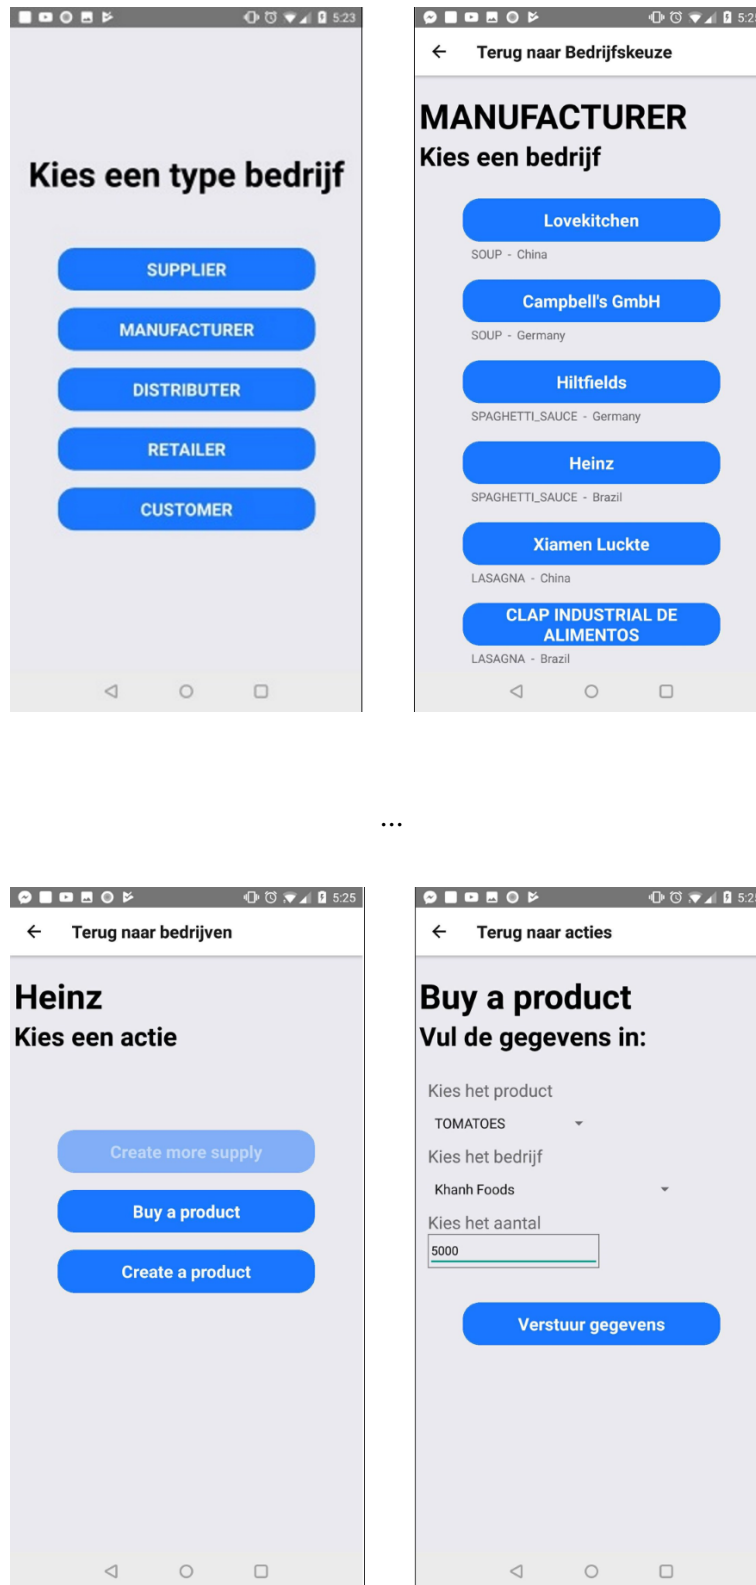 5:23
Kies een type bedrijf
SUPPLIER
MANUFACTURER
DISTRIBUTER
RETAILER
CUSTOMER
Terug naar Bedrijfskeuze
MANUFACTURER
Kies een bedrijf
Lovekitchen
SOUP - China
Campbell's GmbH
SOUP - Germany
Hiltfields
SPAGHETTI_SAUCE - Germany
Heinz
SPAGHETTI_SAUCE - Brazil
Xiamen Luckte
LASAGNA - China
CLAP INDUSTRIAL DE
ALIMENTOS
LASAGNA - Brazil
...
5:25
Terug naar bedrijven
Heinz
Kies een actie
Create more supply
Buy a product
Create a product
Terug naar acties
Buy a product
Vul de gegevens in:
Kies het product
TOMATOES
Kies het bedrijf
Khanh Foods
Kies het aantal
5000
Verstuur gegevens